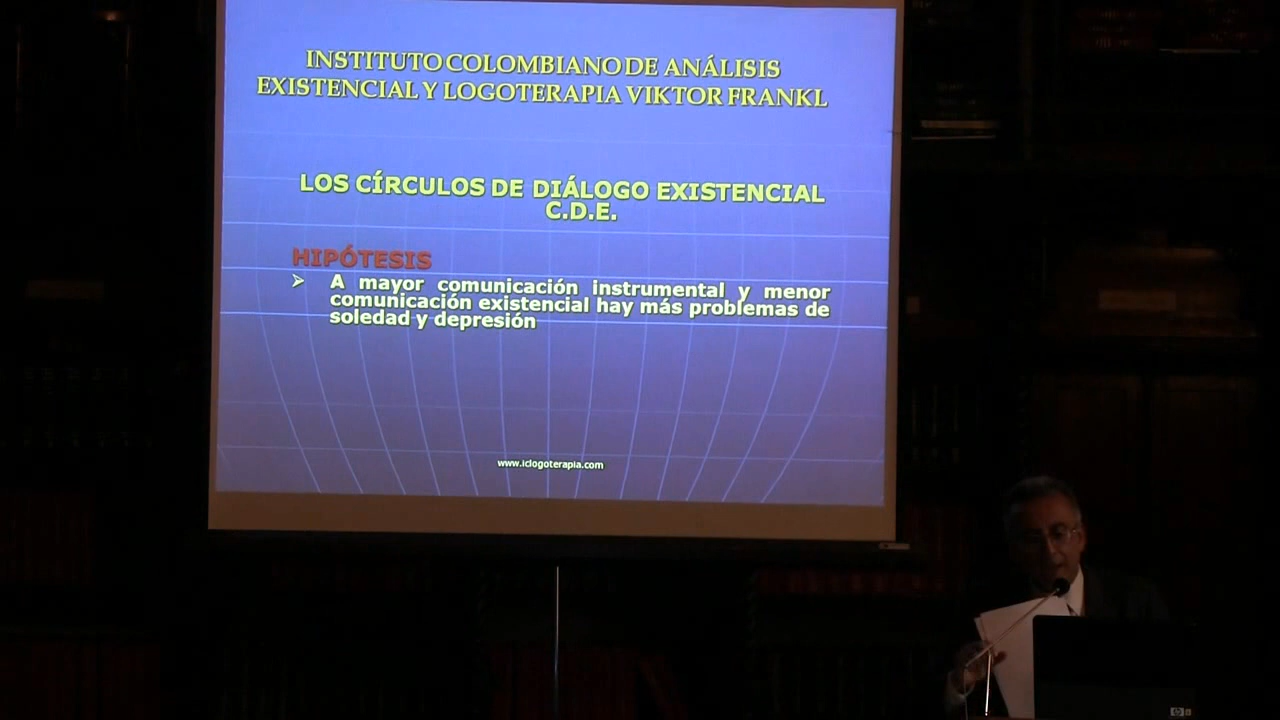 INSTITUTO COLOMBIANO DE ANÁLISIS
EXISTENCIAL Y LOGOTERAPIA VIKTOR FRANKL
LOS CÍRCULOS DE DIÁLOGO EXISTENCIAL
C.D.E.
HIPÓTESIS
➢ A mayor comunicación instrumental y menor
comunicación existencial hay más problemas de
soledad y depresión
www.iclogoterapia.com
hp